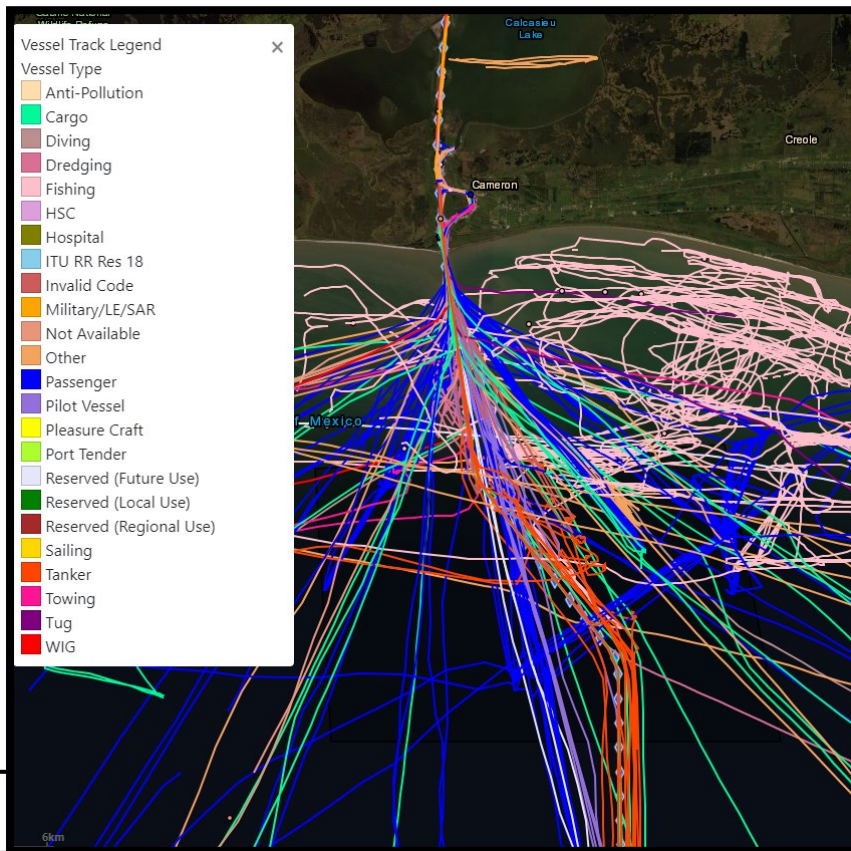 Wildlife Refuge
Calcasieu
Lake
Creole
Cameron
f Mexico
6km
Vessel Track Legend
Vessel Type
Anti-Pollution
Cargo
Diving
Dredging
Fishing
HSC
Hospital
ITU RR Res 18
Invalid Code
Military/LE/SAR
Not Available
Other
Passenger
Pilot Vessel
Pleasure Craft
Port Tender
Reserved (Future Use)
Reserved (Local Use)
Reserved (Regional Use)
Sailing
Tanker
Towing
Tug
WIG